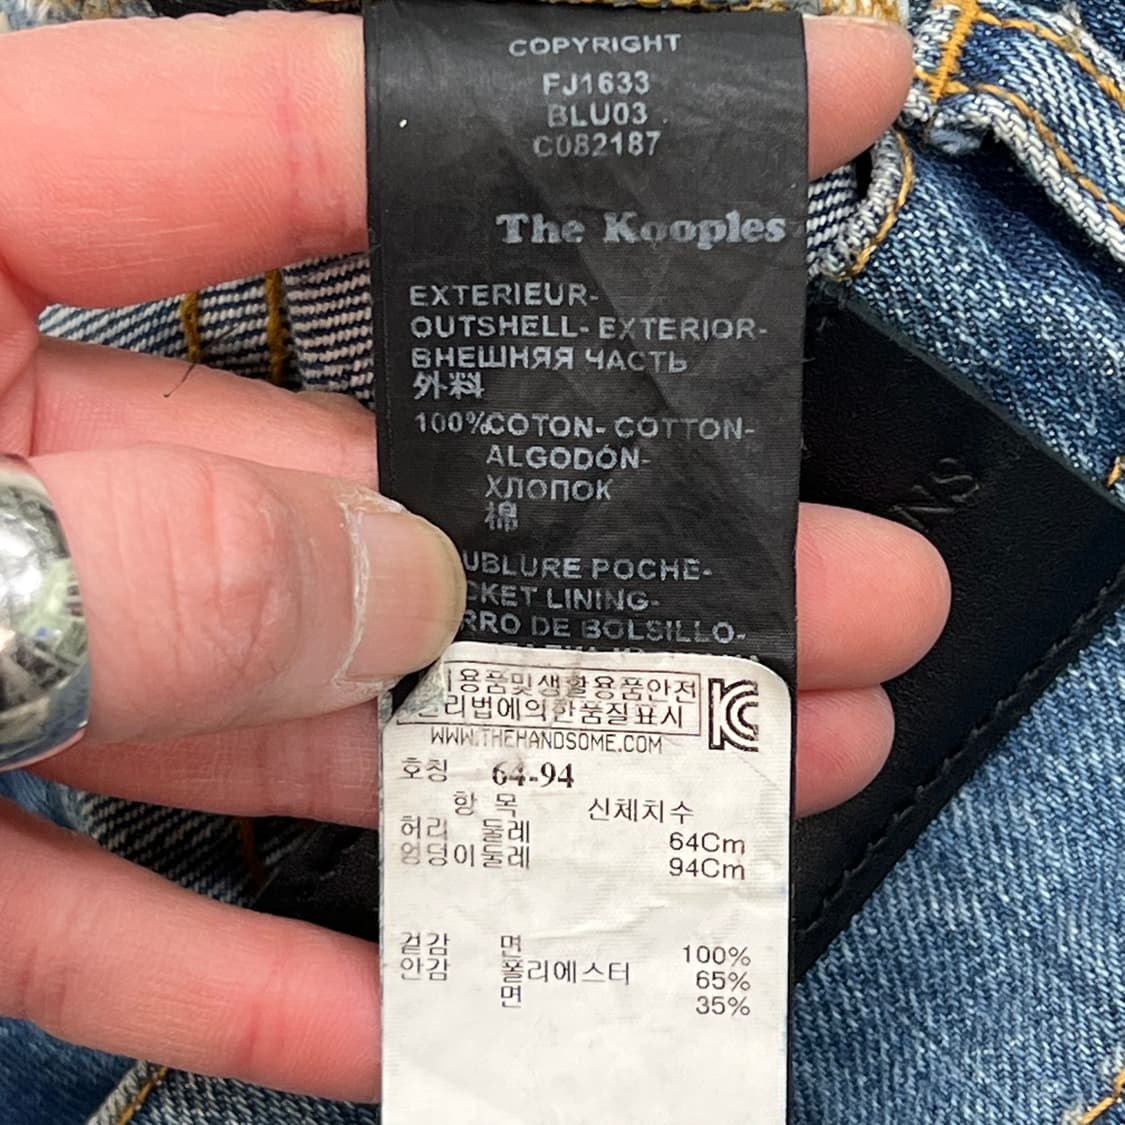 COPYRIGHT
FJ1633
BLU03
C082187
The Kooples
EXTERIEUR-
OUTSHELL- EXTERIOR-
ВНЕШНЯЯ ЧАСТЬ
外料
100%COTON- COTTON-
ALGODÓN-
ХЛОПОК
棉
UBLURE POCHE-
CKET LINING-
RRO DE BOLSILLO-
용품및생활용품안전
리법에의한품질표시
WWW.THEHANDSOME.COM
호칭 64-94
항 목 신체치수
허리 둘레 64Cm
엉덩이둘레 94Cm
겉감 면 100%
안감 폴리에스터 65%
면 35%